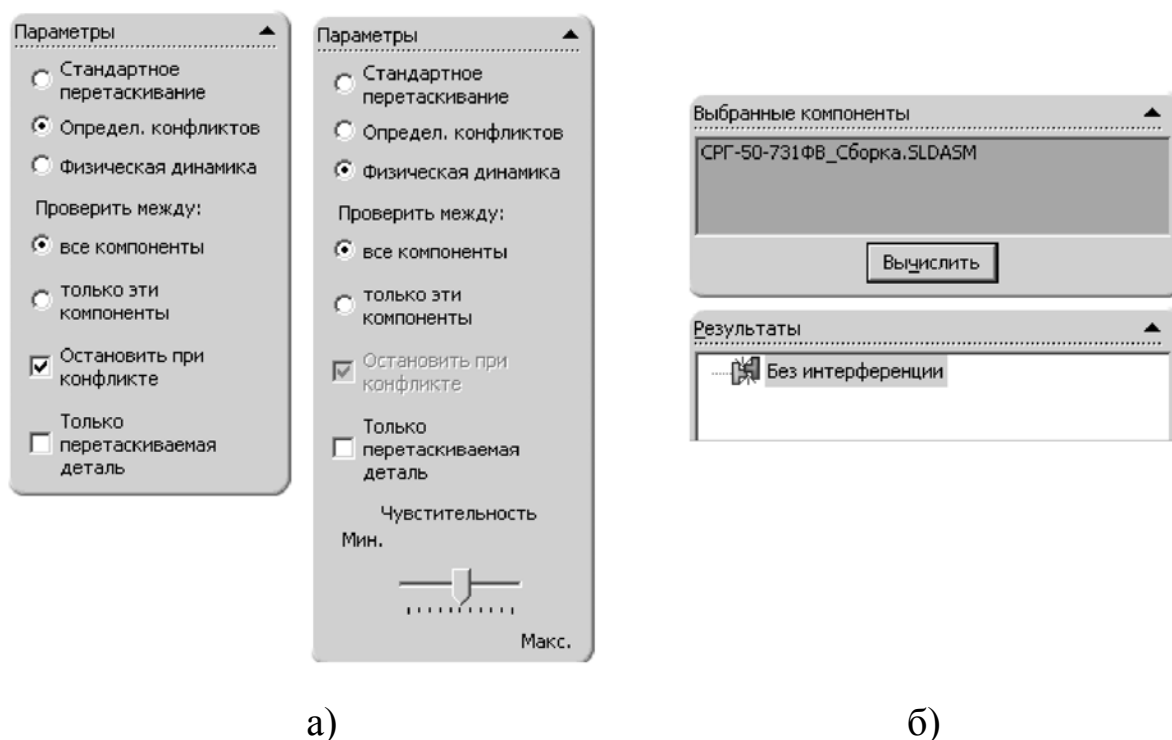 Параметры
Стандартное
перетаскивание
Определ. конфликтов
Физическая динамика
Проверить между:
все компоненты
только эти
компоненты
Остановить при
конфликте
Только
перетаскиваемая
деталь
Параметры
Стандартное
перетаскивание
Определ. конфликтов
Физическая динамика
Проверить между:
все компоненты
только эти
компоненты
Остановить при
конфликте
Только
перетаскиваемая
деталь
Чувствительность
Мин.
Макс.
а)
Выбранные компоненты
СРГ-50-731ФВ_Сборка.SLDASM
Вычислить
Результаты
Без интерференции
б)